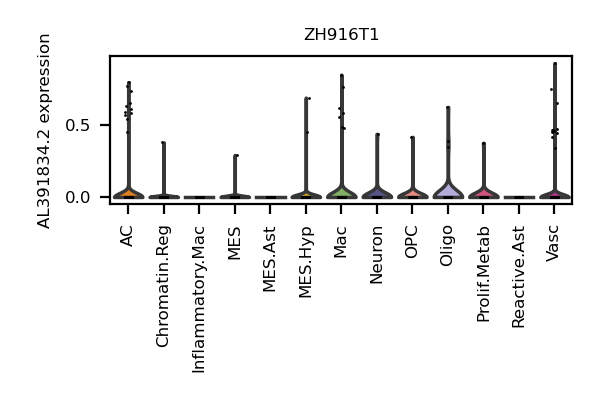 ZH916T1
AL391834.2 expression
0.5
0.0
AC
Chromatin.Reg
Inflammatory.Mac
MES
MES.Ast
MES.Hyp
Mac
Neuron
OPC
Oligo
Prolif.Metab
Reactive.Ast
Vasc